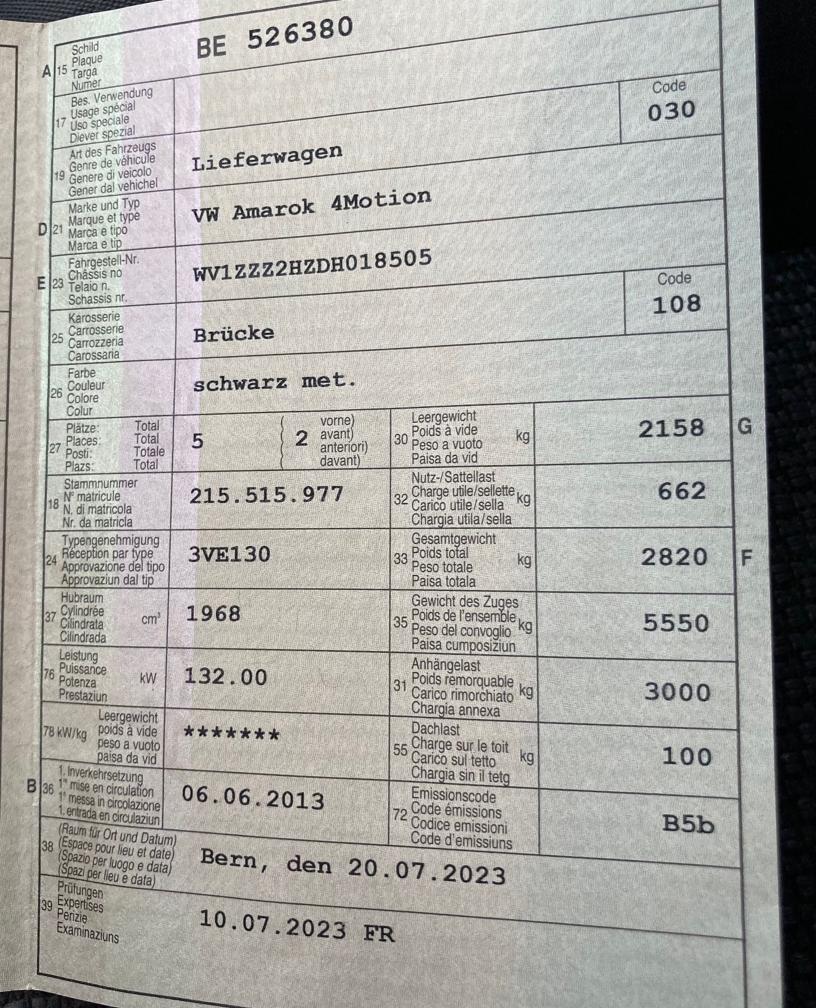 A 15 Schild
Plaque
Targa
Numer
BE 526380
17 Bes. Verwendung
Usage spécial
Uso speciale
Diever spezial
Code
030
19 Art des Fahrzeugs
Genre de véhicule
Genere di veicolo
Gener dal vehichel
Lieferwagen
D 21 Marke und Typ
Marque et type
Marca e tipo
Marca e tip
VW Amarok 4Motion
E 23 Fahrgestell-Nr.
Châssis no
Telaio n.
Schassis nr.
WV1ZZZ2HZDH018505
25 Karosserie
Carrosserie
Carrozzeria
Carossaria
Brücke
Code
108
26 Farbe
Couleur
Colore
Colur
schwarz met.
27 Plätze: Total
Places: Total
Posti: Totale
Plazs: Total
5
2
( vorne)
( avant)
( anteriori)
( davant)
30 Leergewicht
Poids à vide
Peso a vuoto
Paisa da vid
kg
2158 G
18 Stammnummer
N° matricule
N. di matricola
Nr. da matricla
215.515.977
32 Nutz-/Sattellast
Charge utile/sellette
Carico utile/sella
Chargia utila/sella
kg
662
24 Typengenehmigung
Réception par type
Approvazione del tipo
Approvaziun dal tip
3VE130
33 Gesamtgewicht
Poids total
Peso totale
Paisa totala
kg
2820 F
37 Hubraum
Cylindrée
Cilindrata
Cilindrada
cm³
1968
35 Gewicht des Zuges
Poids de l'ensemble
Peso del convoglio
Paisa cumposiziun
kg
5550
76 Leistung
Puissance
Potenza
Prestaziun
kW
132.00
31 Anhängelast
Poids remorquable
Carico rimorchiato
Chargia annexa
kg
3000
78 kW/kg Leergewicht
poids à vide
peso a vuoto
paisa da vid
*******
55 Dachlast
Charge sur le toit
Carico sul tetto
Chargia sin il tetg
kg
100
B 36 1. Inverkehrsetzung
1re mise en circulation
1a messa in circolazione
1. entrada en circulaziun
06.06.2013
72 Emissionscode
Code émissions
Codice emissioni
Code d'emissiuns
B5b
38 (Raum für Ort und Datum)
(Espace pour lieu et date)
(Spazio per luogo e data)
(Spazi per lieu e data)
Bern, den 20.07.2023
39 Prüfungen
Expertises
Perizie
Examinaziuns
10.07.2023 FR